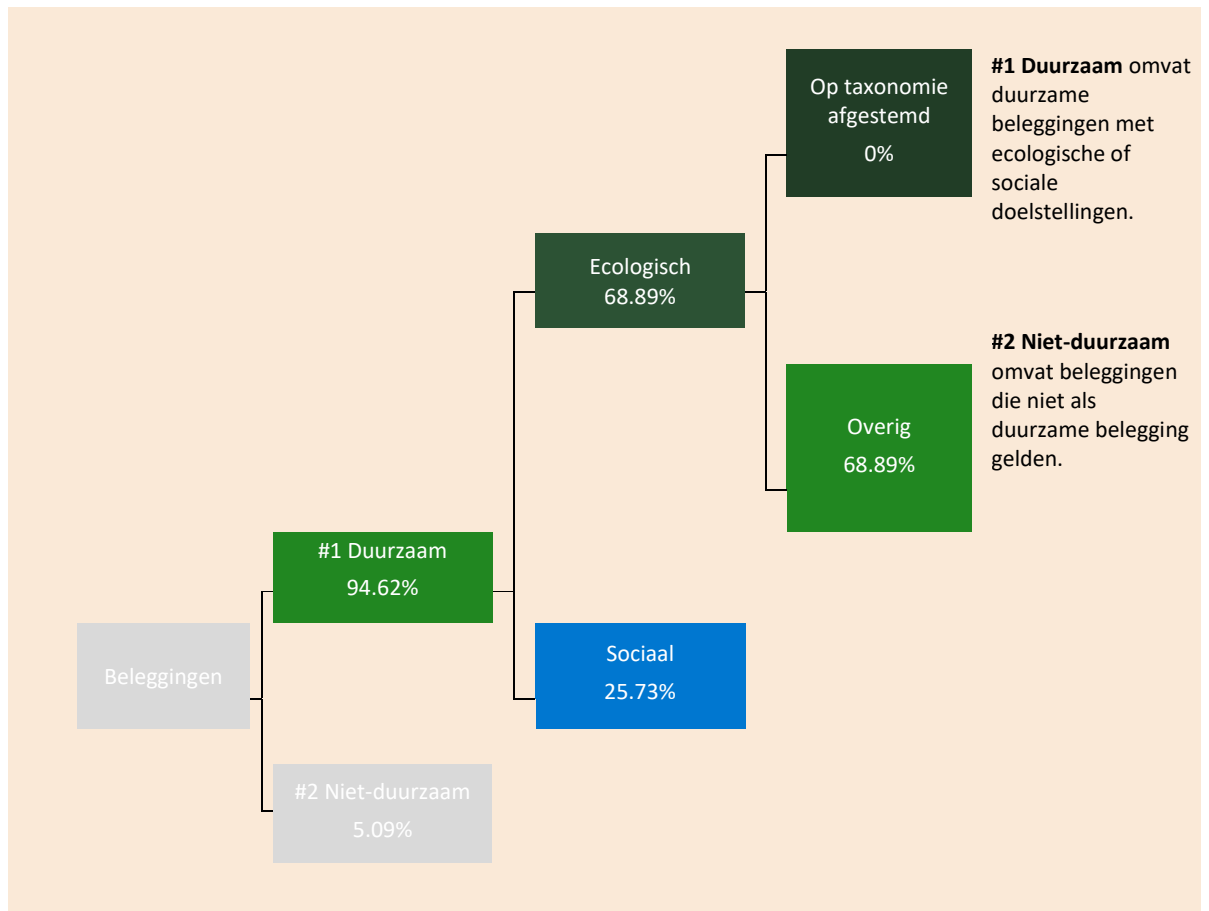 Op taxonomie
afgestemd
0%
#1 Duurzaam omvat
duurzame
beleggingen met
ecologische of
sociale
doelstellingen.
Ecologisch
68.89%
#2 Niet-duurzaam
omvat beleggingen
die niet als
duurzame belegging
gelden.
Overig
68.89%
#1 Duurzaam
94.62%
Sociaal
25.73%
Beleggingen
#2 Niet-duurzaam
5.09%